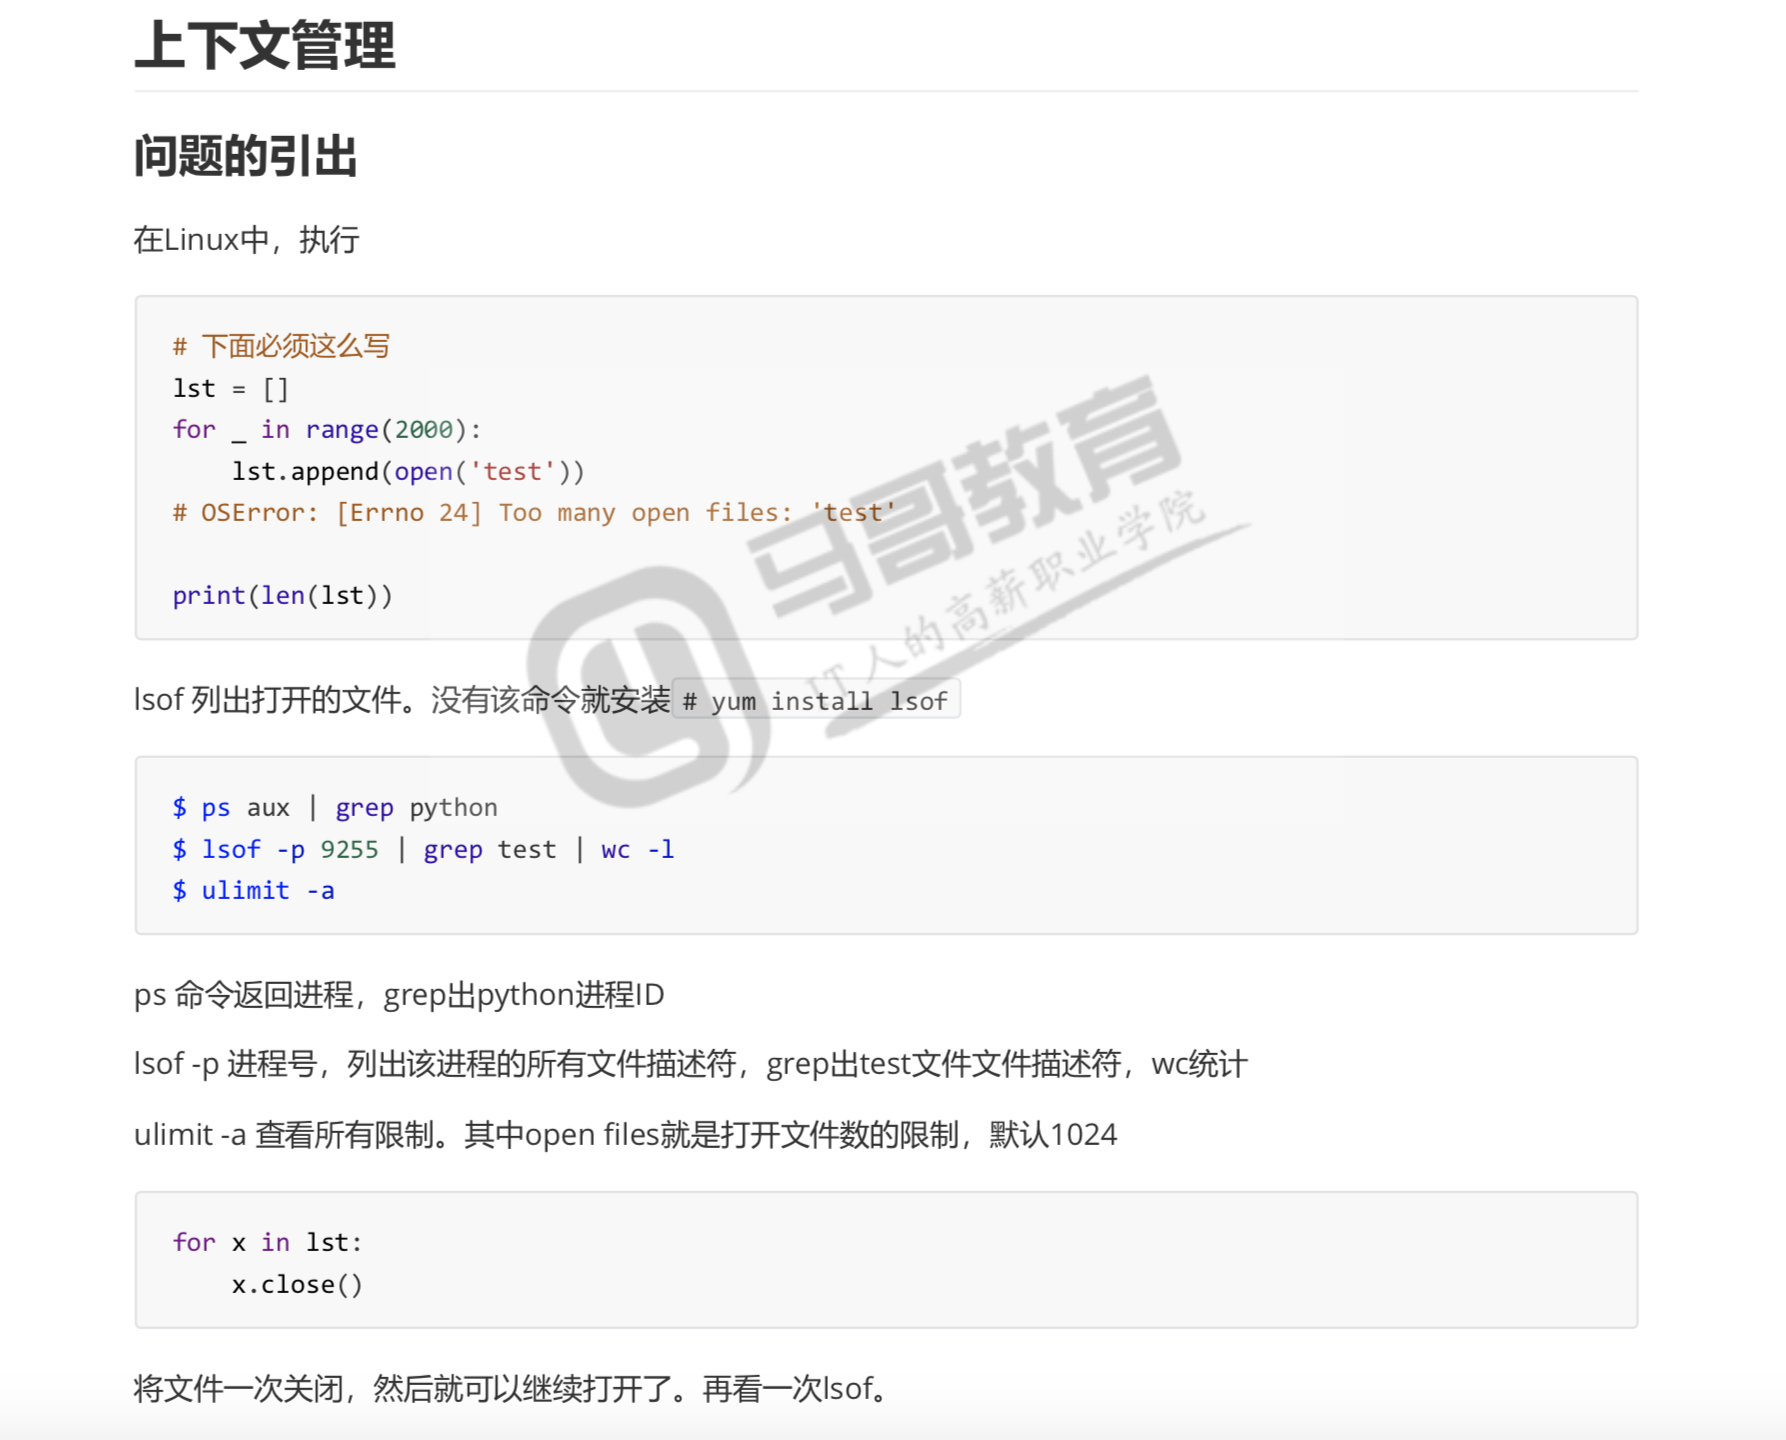 上下文管理
问题的引出
在Linux中，执行
# 下面必须这么写
lst = []
for _ in range(2000):
    lst.append(open('test'))
# OSError: [Errno 24] Too many open files: 'test'
print(len(lst))
马哥教育
IT人的高薪职业学院
lsof 列出打开的文件。没有该命令就安装 # yum install lsof
$ ps aux | grep python
$ lsof -p 9255 | grep test | wc -l
$ ulimit -a
ps 命令返回进程，grep出python进程ID
lsof -p 进程号，列出该进程的所有文件描述符，grep出test文件文件描述符，wc统计
ulimit -a 查看所有限制。其中open files就是打开文件数的限制，默认1024
for x in lst:
    x.close()
将文件一次关闭，然后就可以继续打开了。再看一次lsof。